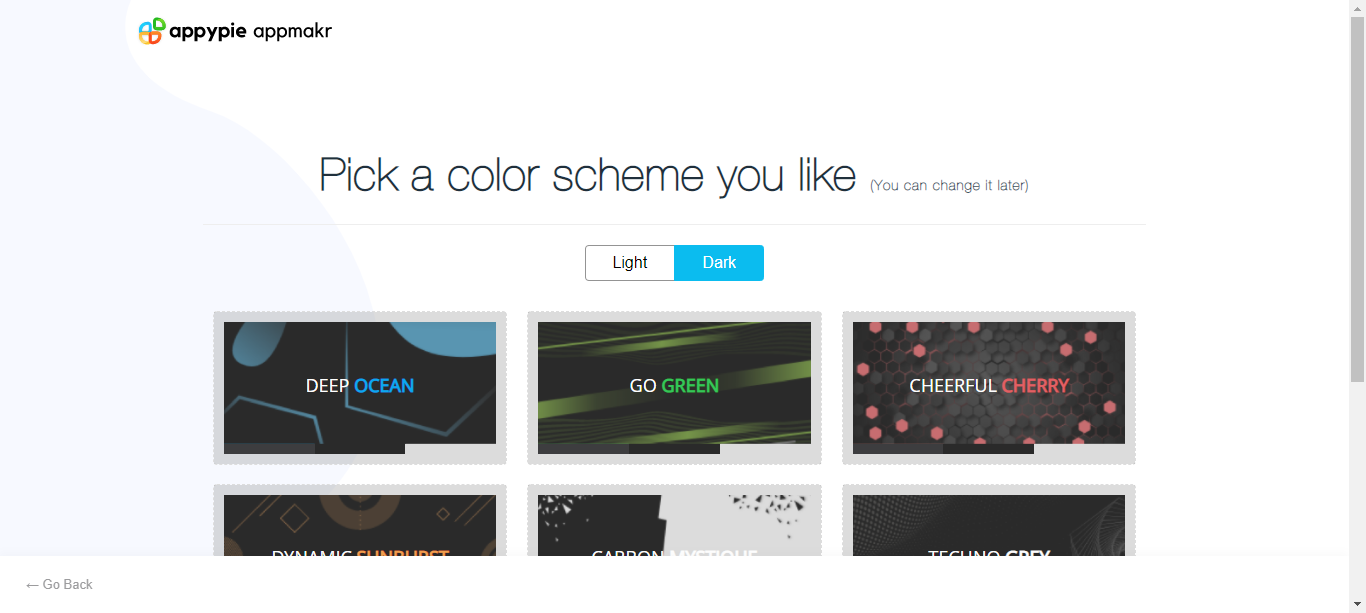 appypie appmakr
Pick a color scheme you like (You can change it later)
Light Dark
DEEP OCEAN GO GREEN CHEERFUL CHERRY
DYNAMIC SUNBURST CARBON MYSTIQUE TECHNO GREY
← Go Back